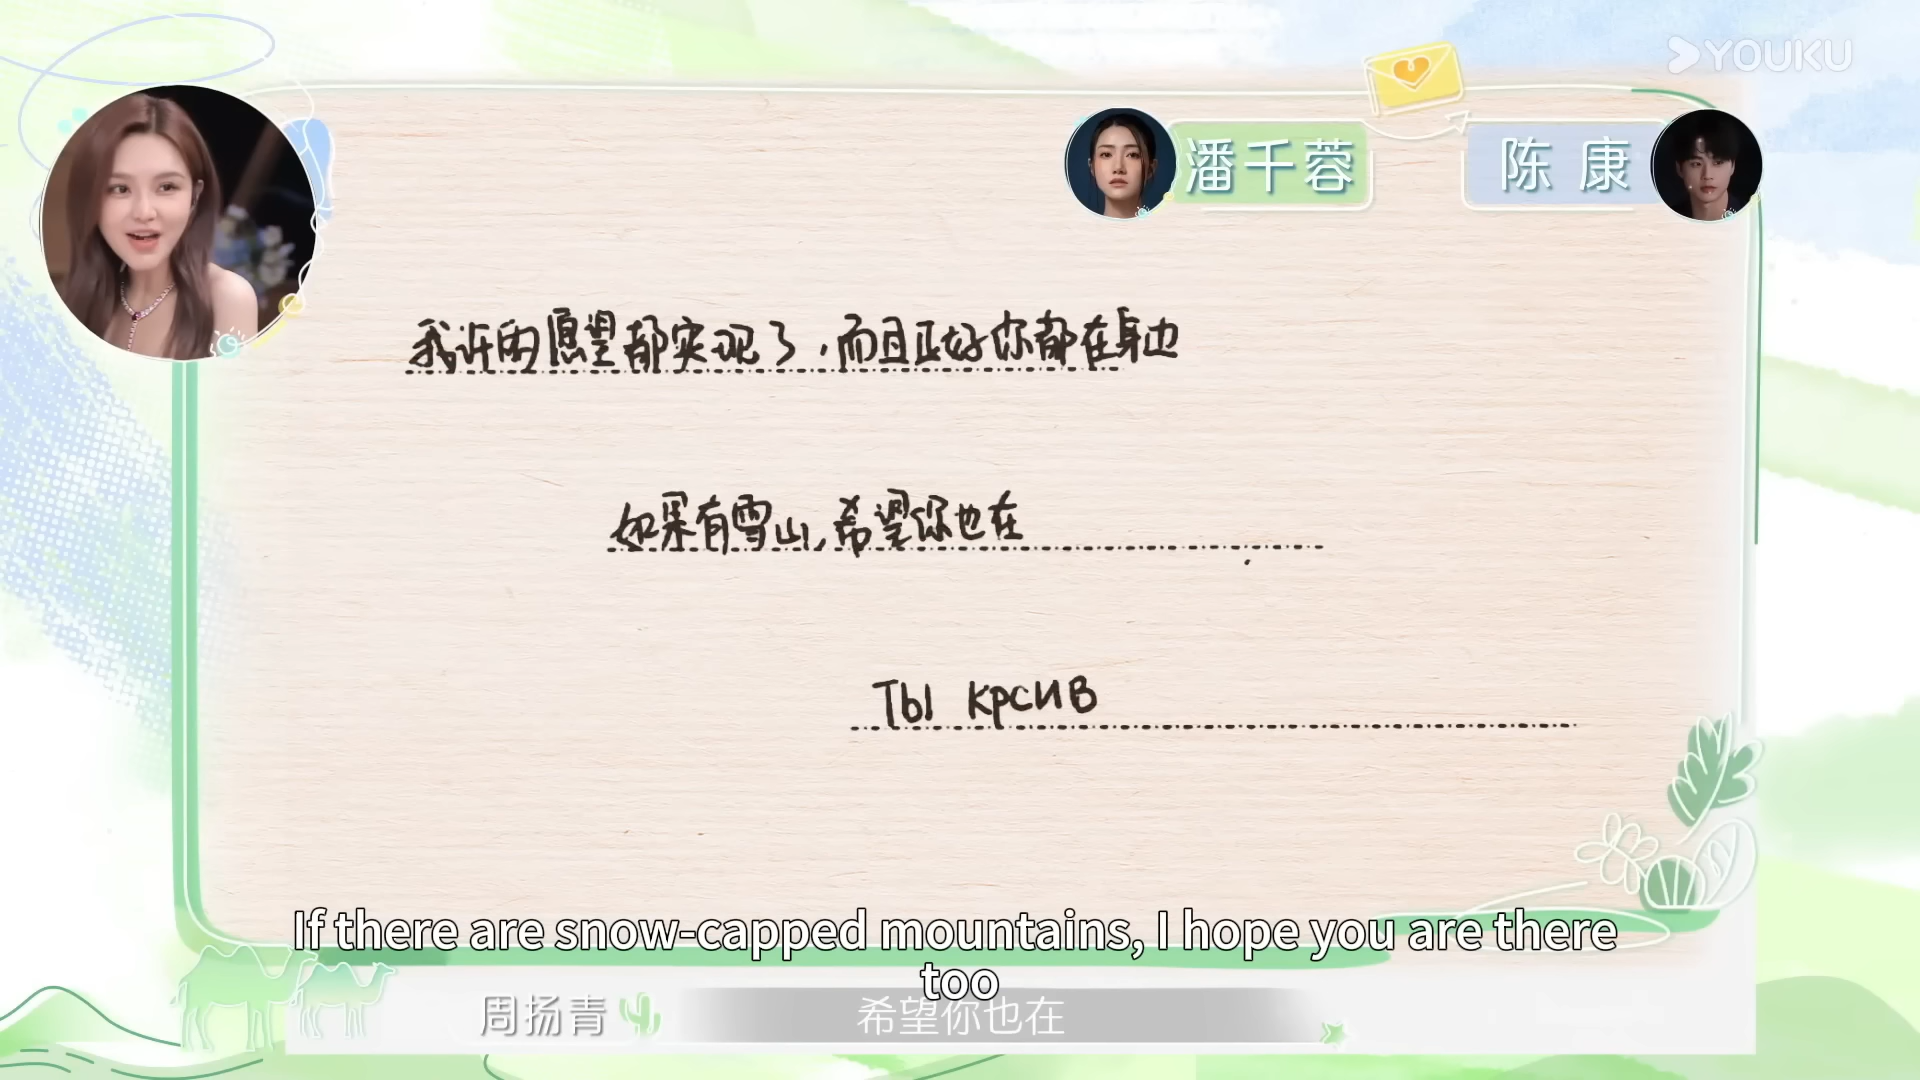 YOUKU
潘千蓉
陈康
我许的愿望都实现了,而且正好你都在身边
如果有雪山,希望你也在
ты крсив
If there are snow-capped mountains, I hope you are there
too
周扬青
希望你也在